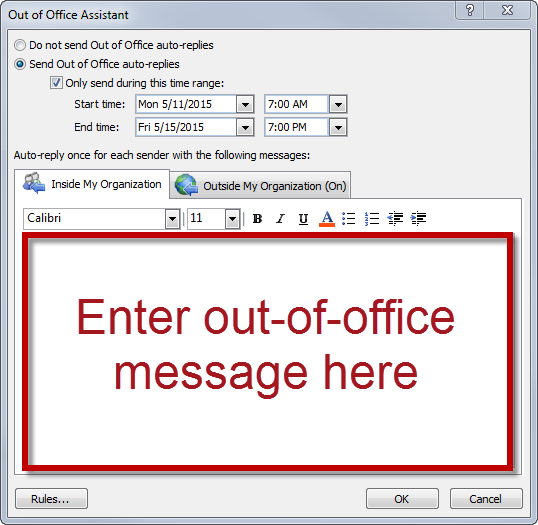 Out of Office Assistant
Do not send Out of Office auto-replies
Send Out of Office auto-replies
Only send during this time range:
Start time: Mon 5/11/2015 7:00 AM
End time: Fri 5/15/2015 7:00 PM
Auto-reply once for each sender with the following messages:
Inside My Organization Outside My Organization (On)
Calibri 11 B I U A
Enter out-of-office
message here
Rules... OK Cancel